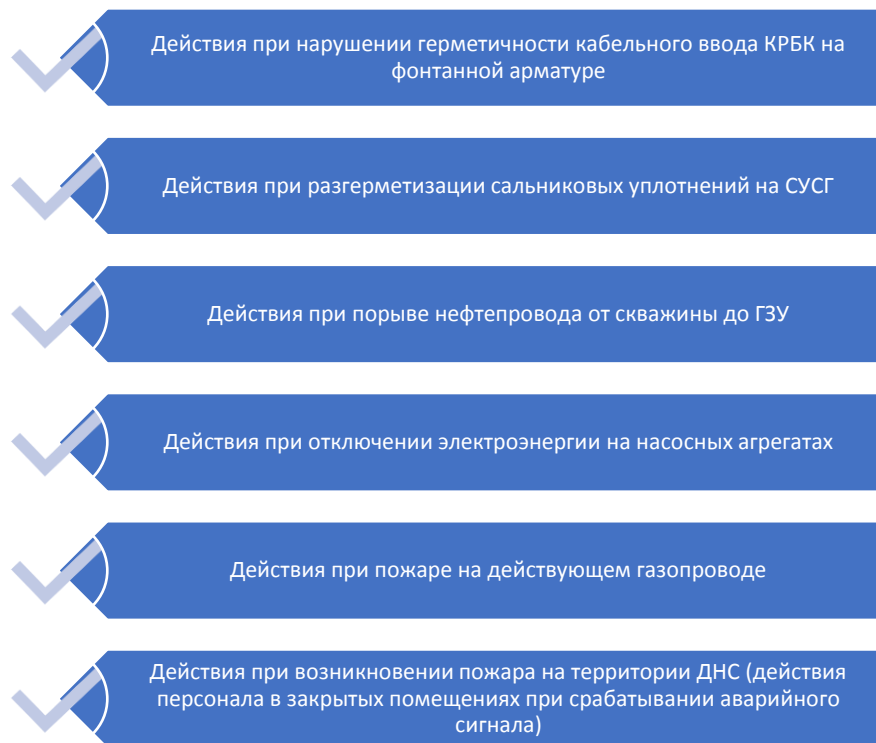 Действия при нарушении герметичности кабельного ввода КРБК на
фонтанной арматуре
Действия при разгерметизации сальниковых уплотнений на СУСГ
Действия при порыве нефтепровода от скважины до ГЗУ
Действия при отключении электроэнергии на насосных агрегатах
Действия при пожаре на действующем газопроводе
Действия при возникновении пожара на территории ДНС (действия
персонала в закрытых помещениях при срабатывании аварийного
сигнала)